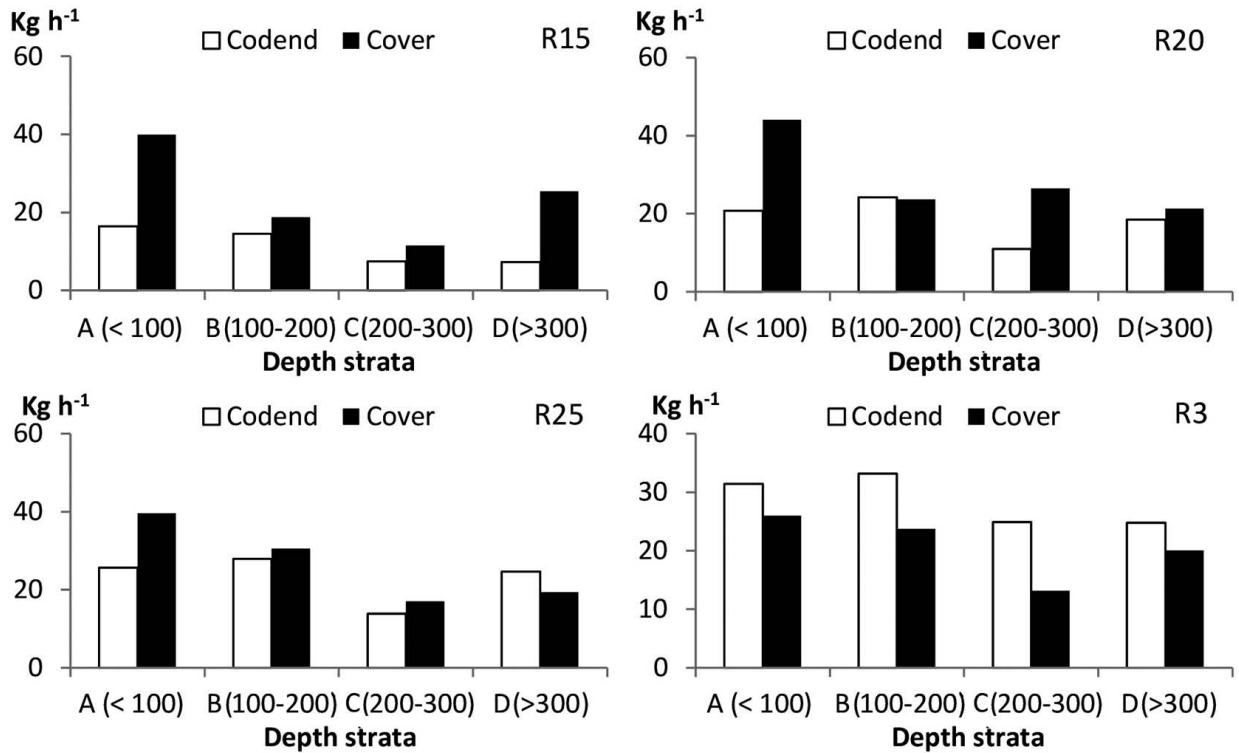 Kg h-1
Codend Cover R15
60
40
20
0
A (< 100) B(100-200) C(200-300) D(>300)
Depth strata
Kg h-1
Codend Cover R20
60
40
20
0
A (< 100) B(100-200) C(200-300) D(>300)
Depth strata
Kg h-1
Codend Cover R25
60
40
20
0
A (< 100) B(100-200) C(200-300) D(>300)
Depth strata
Kg h-1
Codend Cover R3
40
30
20
10
0
A (< 100) B(100-200) C(200-300) D(>300)
Depth strata